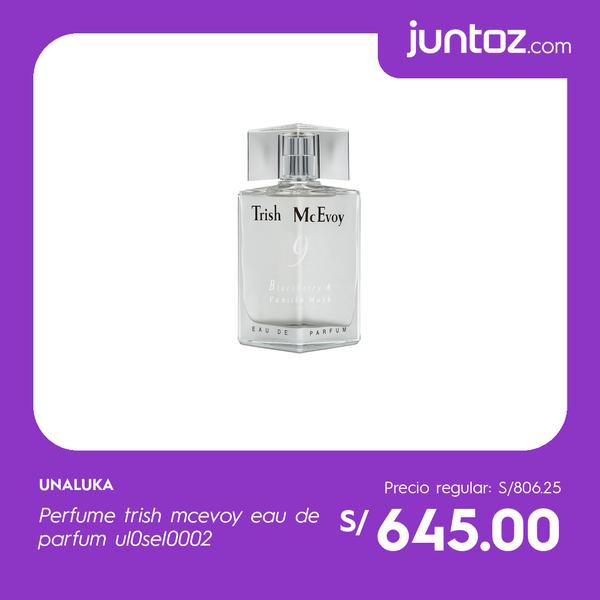 juntoz.com
Trish McEvoy
9
Blackberry &
Vanilla Musk
EAU DE PARFUM
UNALUKA
Perfume trish mcevoy eau de
parfum ul0sel0002
Precio regular: S/806.25
S/ 645.00